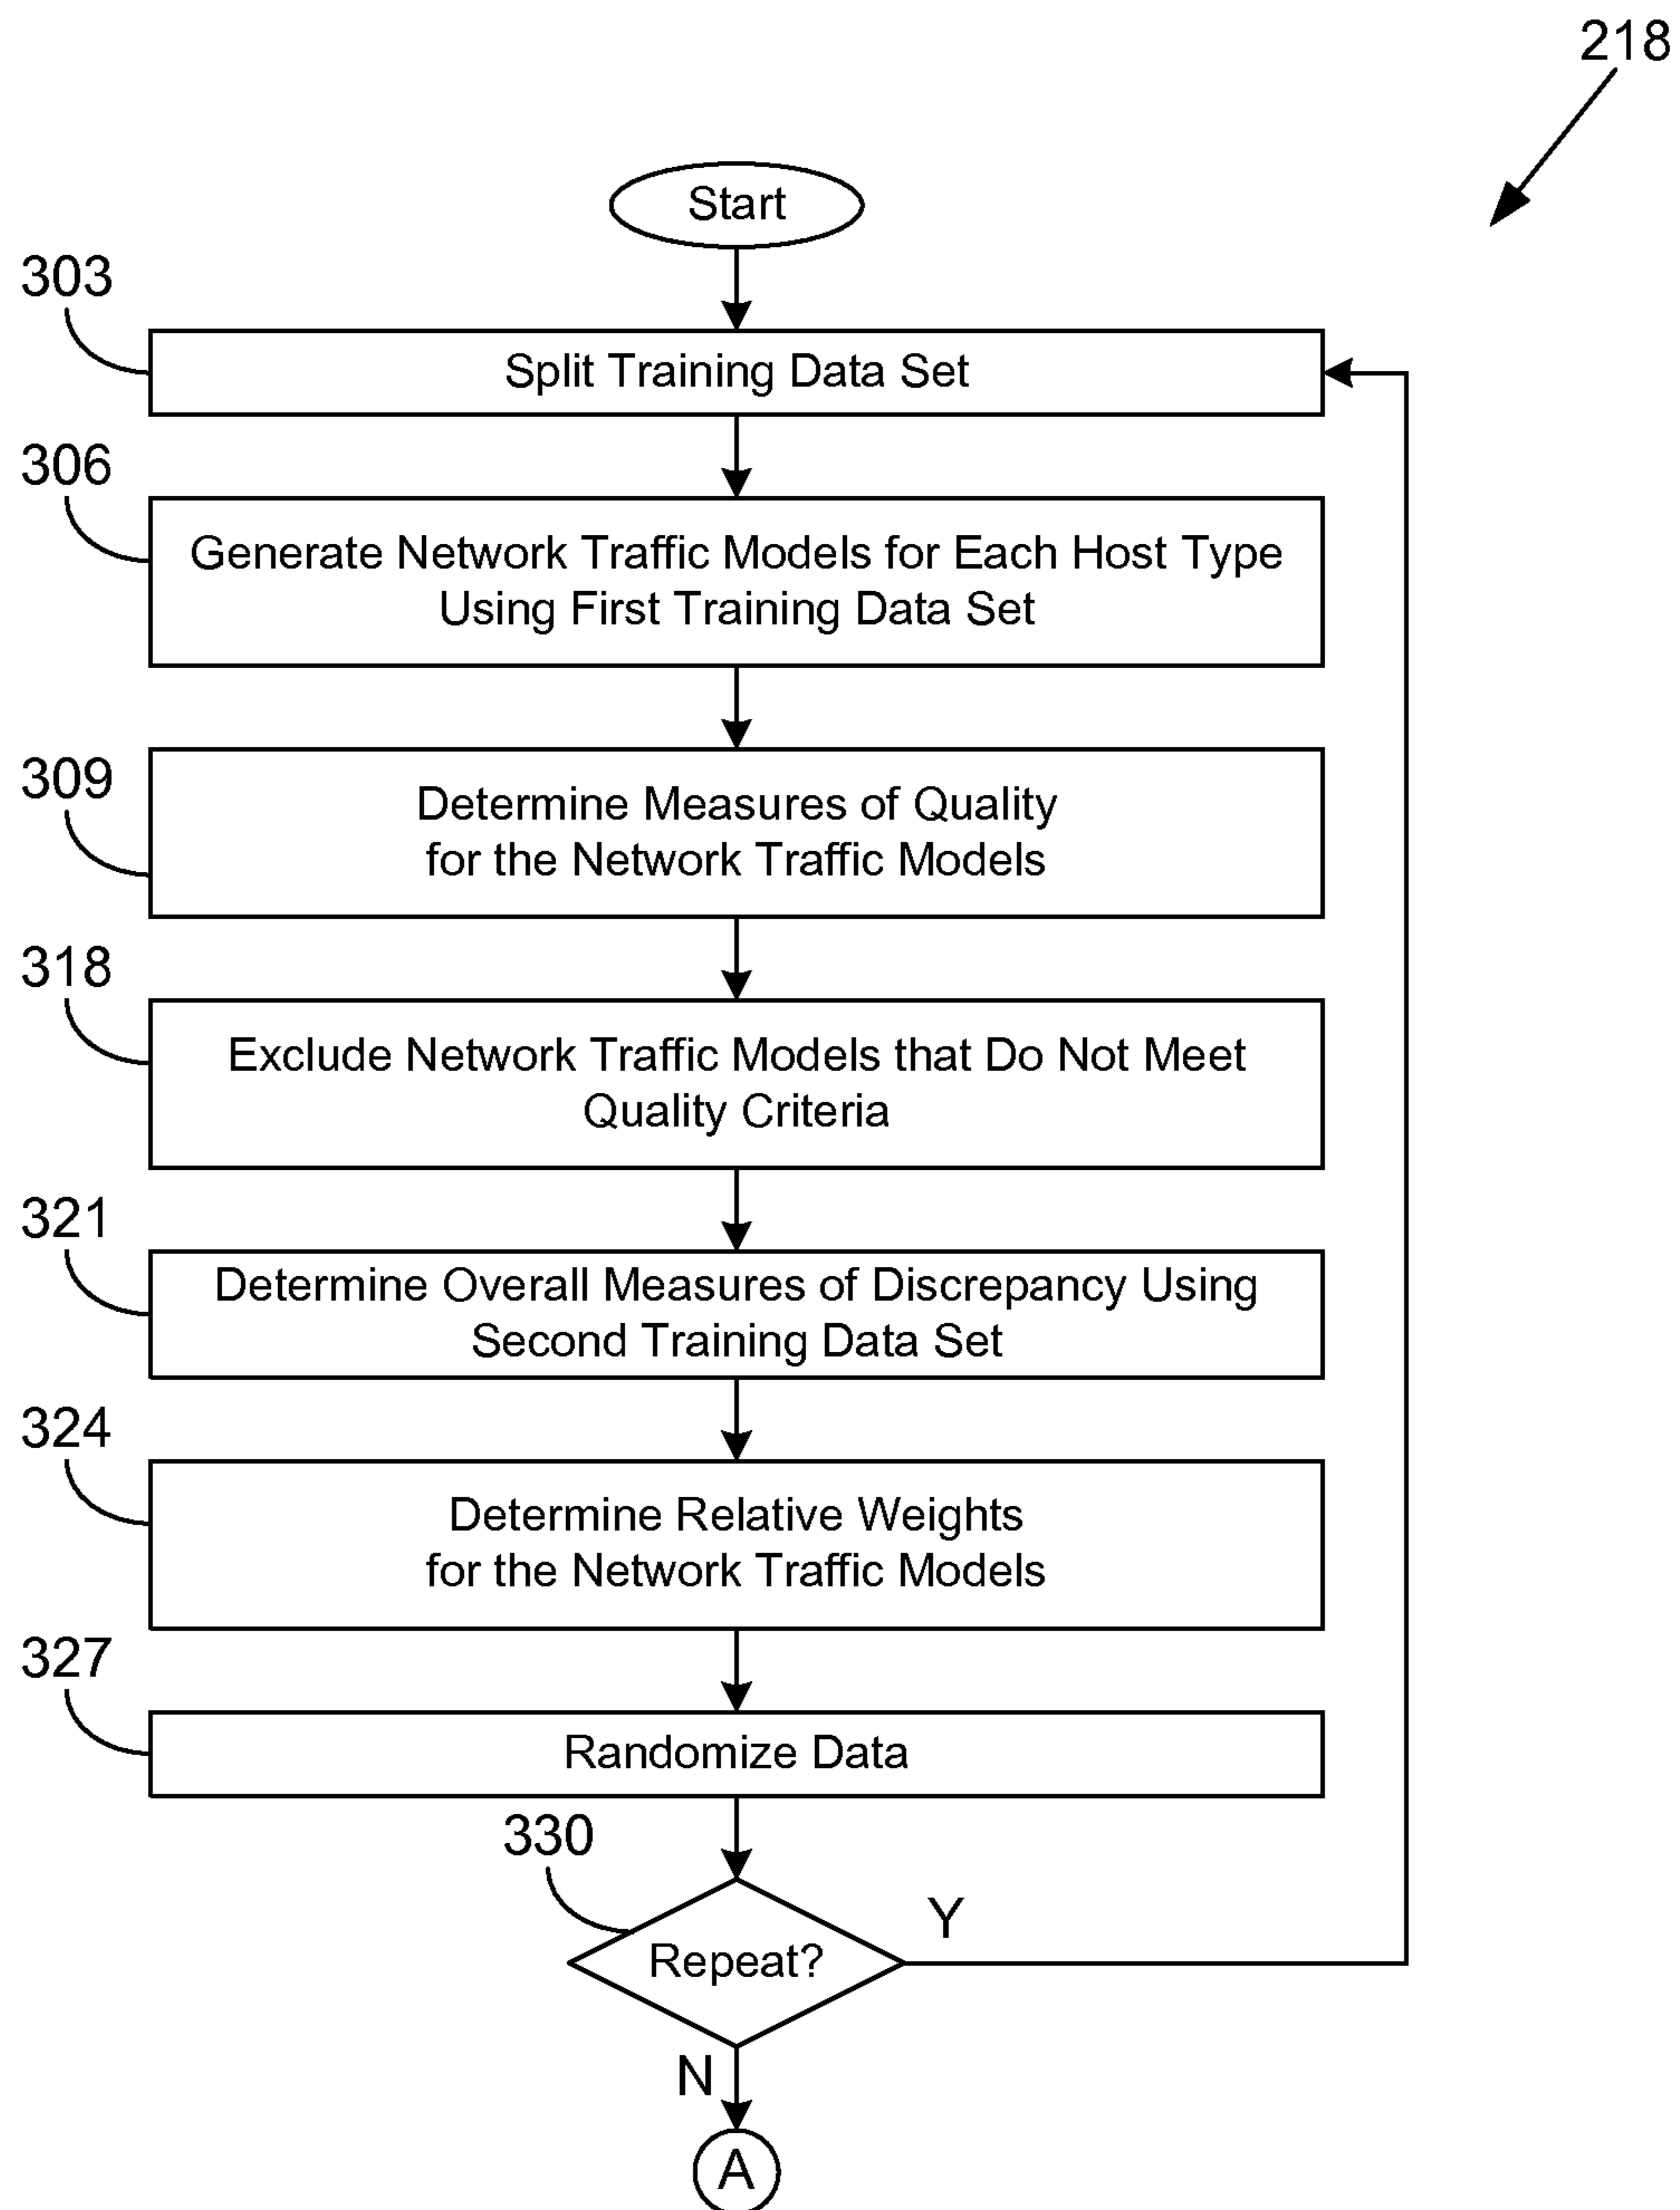 218
Start
303
Split Training Data Set
306
Generate Network Traffic Models for Each Host Type
Using First Training Data Set
309
Determine Measures of Quality
for the Network Traffic Models
318
Exclude Network Traffic Models that Do Not Meet
Quality Criteria
321
Determine Overall Measures of Discrepancy Using
Second Training Data Set
324
Determine Relative Weights
for the Network Traffic Models
327
Randomize Data
330
Repeat?
Y
N
A